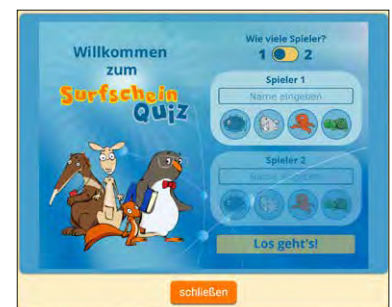 Willkommen
zum
Surfschein
Quiz
Wie viele Spieler?
1 2
Spieler 1
Name eingeben
Spieler 2
Name eingeben
Los geht's!
schließen